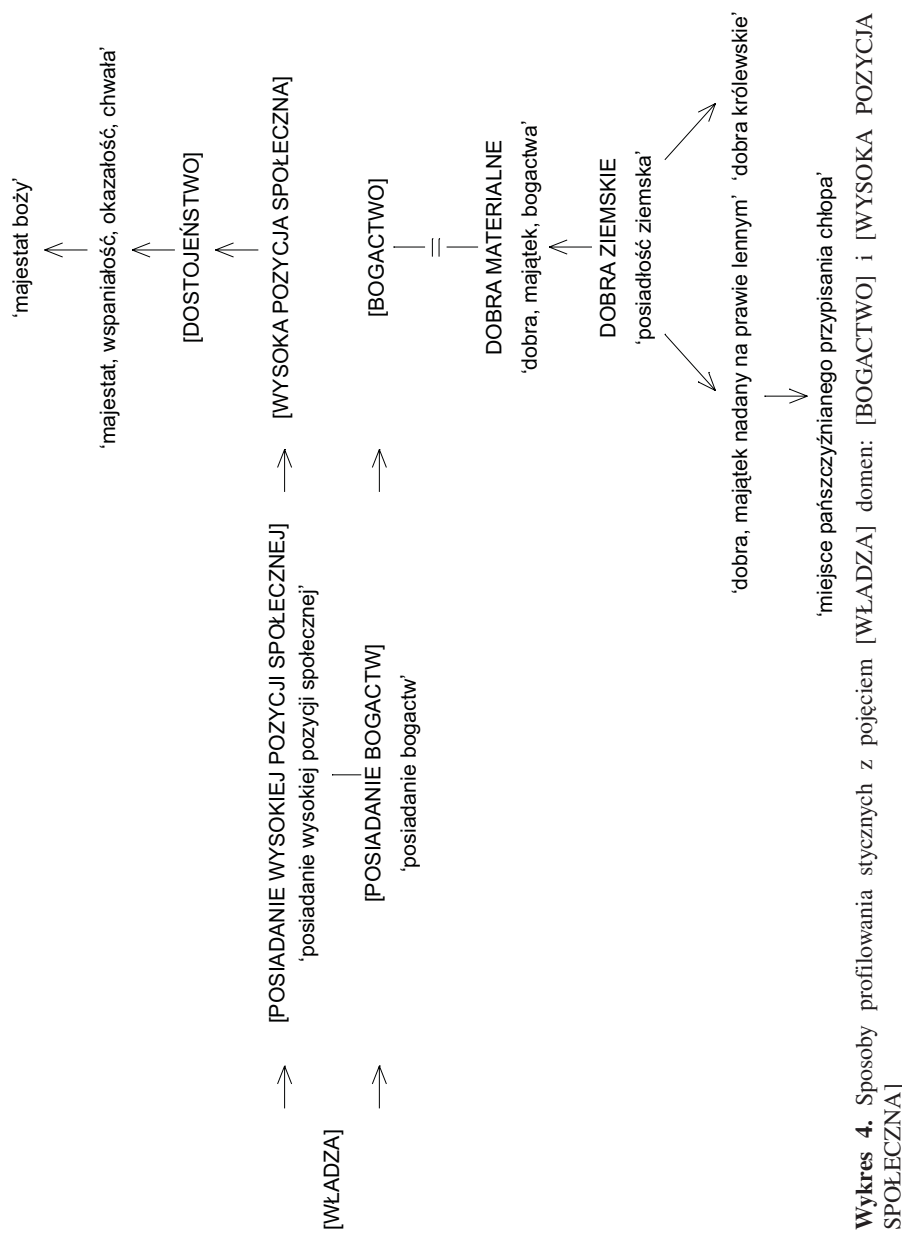 ‘majestat boży’
‘majestat, wspaniałość, okazałość, chwała’
[DOSTOJEŃSTWO]
[POSIADANIE WYSOKIEJ POZYCJI SPOŁECZNEJ]
‘posiadanie wysokiej pozycji społecznej’
[WYSOKA POZYCJA SPOŁECZNA]
[WŁADZA]
[POSIADANIE BOGACTW]
‘posiadanie bogactw’
[BOGACTWO]
DOBRA MATERIALNE
‘dobra, majątek, bogactwa’
DOBRA ZIEMSKIE
‘posiadłość ziemska’
‘dobra, majątek nadany na prawie lennym’ ‘dobra królewskie’
‘miejsce pańszczyźnianego przypisania chłopa’
Wykres 4. Sposoby profilowania stycznych z pojęciem [WŁADZA] domen: [BOGACTWO] i [WYSOKA POZYCJA
SPOŁECZNA]